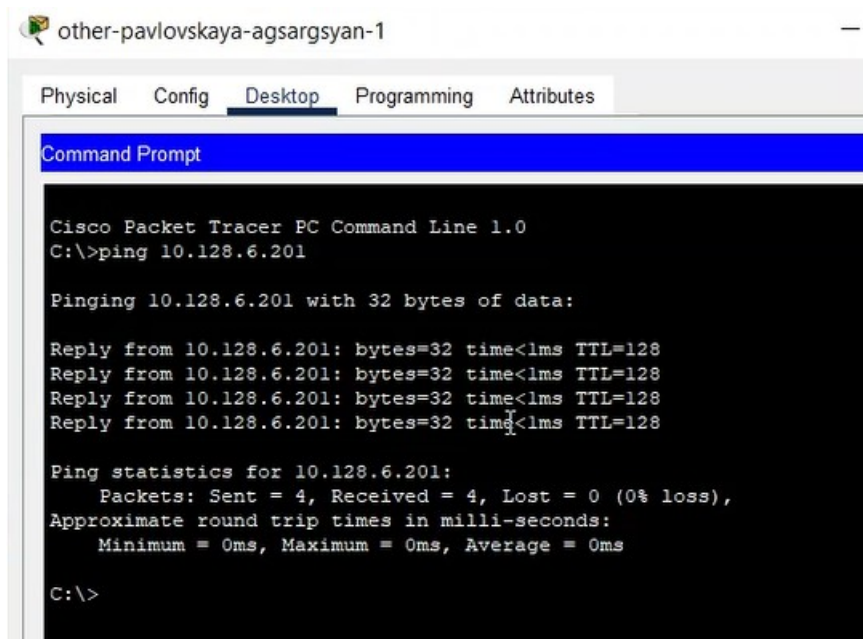 other-pavlovskaya-agsargsyan-1
Physical Config Desktop Programming Attributes
Command Prompt
Cisco Packet Tracer PC Command Line 1.0
C:\>ping 10.128.6.201
Pinging 10.128.6.201 with 32 bytes of data:
Reply from 10.128.6.201: bytes=32 time<1ms TTL=128
Reply from 10.128.6.201: bytes=32 time<1ms TTL=128
Reply from 10.128.6.201: bytes=32 time<1ms TTL=128
Reply from 10.128.6.201: bytes=32 time<1ms TTL=128
Ping statistics for 10.128.6.201:
Packets: Sent = 4, Received = 4, Lost = 0 (0% loss),
Approximate round trip times in milli-seconds:
Minimum = 0ms, Maximum = 0ms, Average = 0ms
C:\>